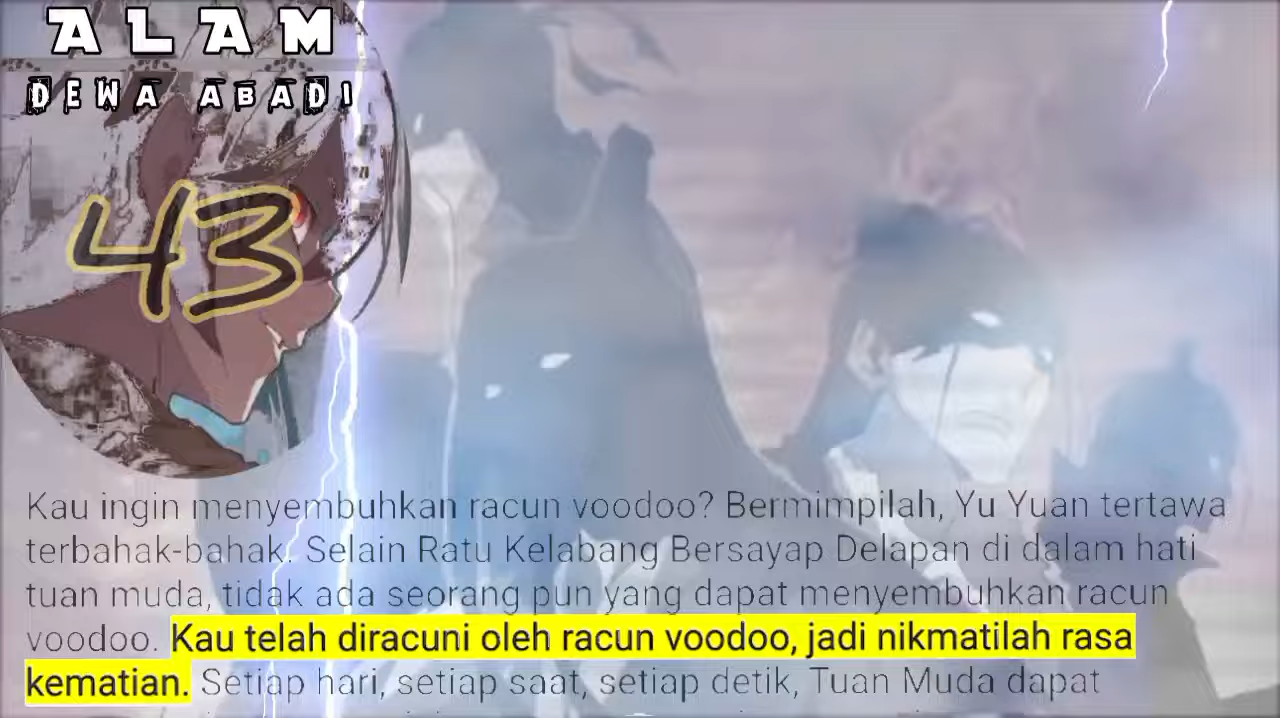 ALAM
DEWA ABADI
43
Kau ingin menyembuhkan racun voodoo? Bermimpilah, Yu Yuan tertawa
terbahak-bahak. Selain Ratu Kelabang Bersayap Delapan di dalam hati
tuan muda, tidak ada seorang pun yang dapat menyembuhkan racun
voodoo. Kau telah diracuni oleh racun voodoo, jadi nikmatilah rasa
kematian. Setiap hari, setiap saat, setiap detik, Tuan Muda dapat